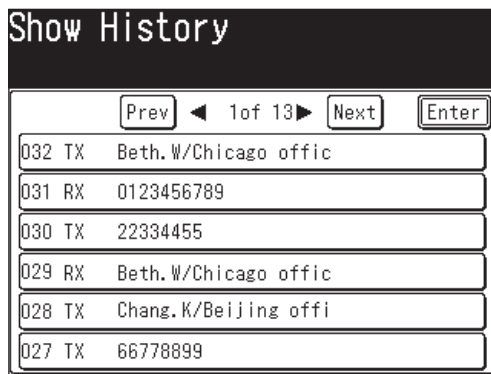 Show History
Prev ◀ 1of 13▶ Next Enter
032 TX Beth.W/Chicago offic
031 RX 0123456789
030 TX 22334455
029 RX Beth.W/Chicago offic
028 TX Chang.K/Beijing offi
027 TX 66778899